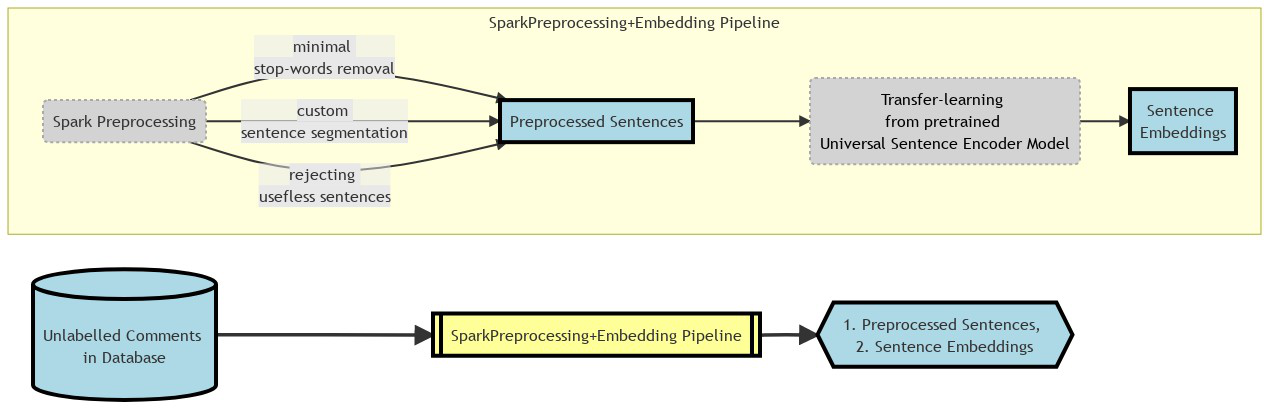 SparkPreprocessing+Embedding Pipeline
minimal
stop-words removal
Spark Preprocessing
custom
sentence segmentation
rejecting
usefless sentences
Preprocessed Sentences
Transfer-learning
from pretrained
Universal Sentence Encoder Model
Sentence
Embeddings
Unlabelled Comments
in Database
SparkPreprocessing+Embedding Pipeline
1. Preprocessed Sentences,
2. Sentence Embeddings